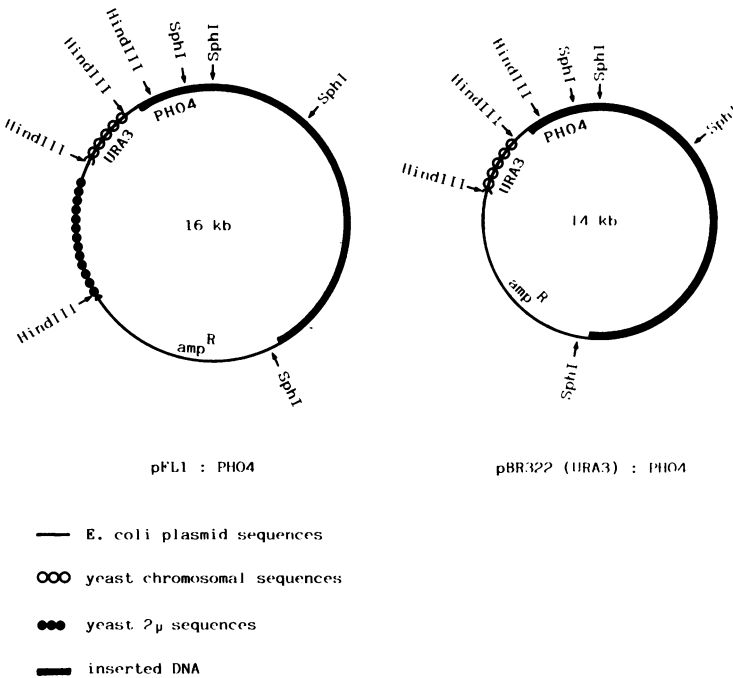 HindIII
HindIII
HindIII
SphI
SphI
SphI
PHO4
URA3
16 kb
HindIII
amp R
SphI
HindIII
HindIII
HindIII
SphI
SphI
SphI
PHO4
URA3
14 kb
amp R
SphI
pFL1 : PHO4
pBR322 (URA3) : PHO4
E. coli plasmid sequences
yeast chromosomal sequences
yeast 2μ sequences
inserted DNA